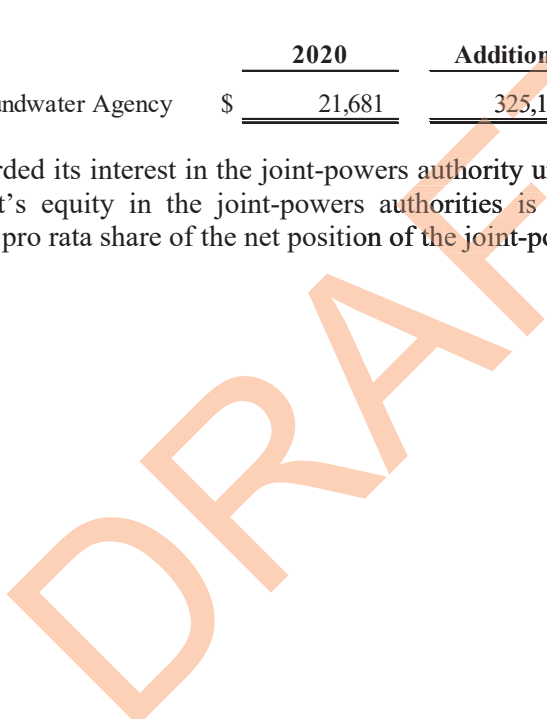 2020 Addition
undwater Agency $ 21,681 325,1
rded its interest in the joint-powers authority u
t’s equity in the joint-powers authorities is
pro rata share of the net position of the joint-po
DRAF